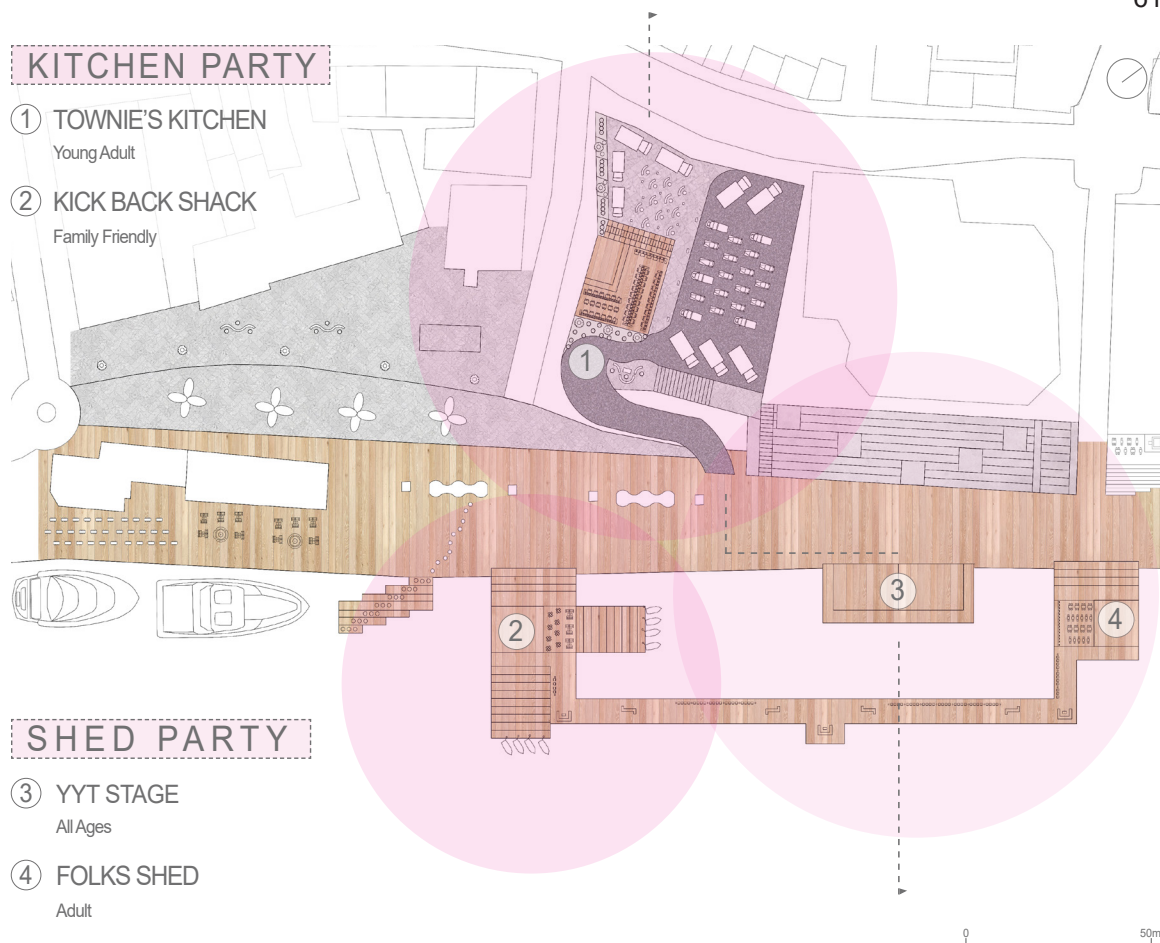 KITCHEN PARTY
1 TOWNIE'S KITCHEN
Young Adult
2 KICK BACK SHACK
Family Friendly
1
2
3
4
SHED PARTY
3 YYT STAGE
All Ages
4 FOLKS SHED
Adult
0 50m